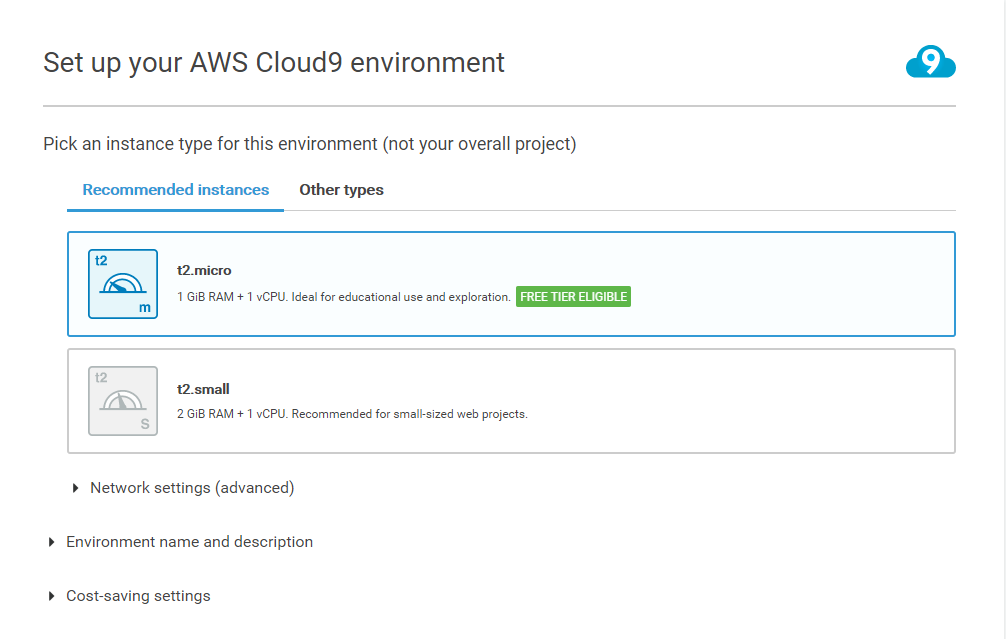 Set up your AWS Cloud9 environment
9
Pick an instance type for this environment (not your overall project)
Recommended instances Other types
t2
m
t2.micro
1 GiB RAM + 1 vCPU. Ideal for educational use and exploration. FREE TIER ELIGIBLE
t2
S
t2.small
2 GiB RAM + 1 vCPU. Recommended for small-sized web projects.
Network settings (advanced)
Environment name and description
Cost-saving settings